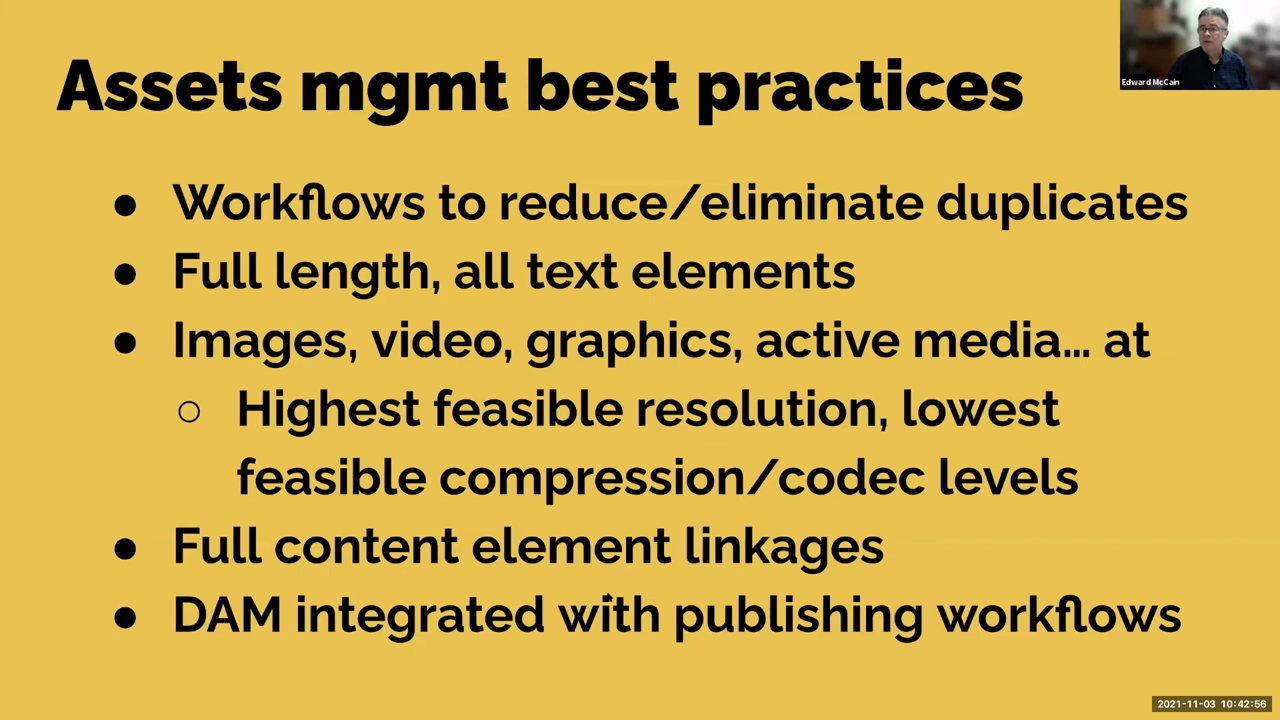 Assets mgmt best practices
Edward McCain
● Workflows to reduce/eliminate duplicates
● Full length, all text elements
● Images, video, graphics, active media... at
○ Highest feasible resolution, lowest
feasible compression/codec levels
● Full content element linkages
● DAM integrated with publishing workflows
2021-11-03 10:42:56